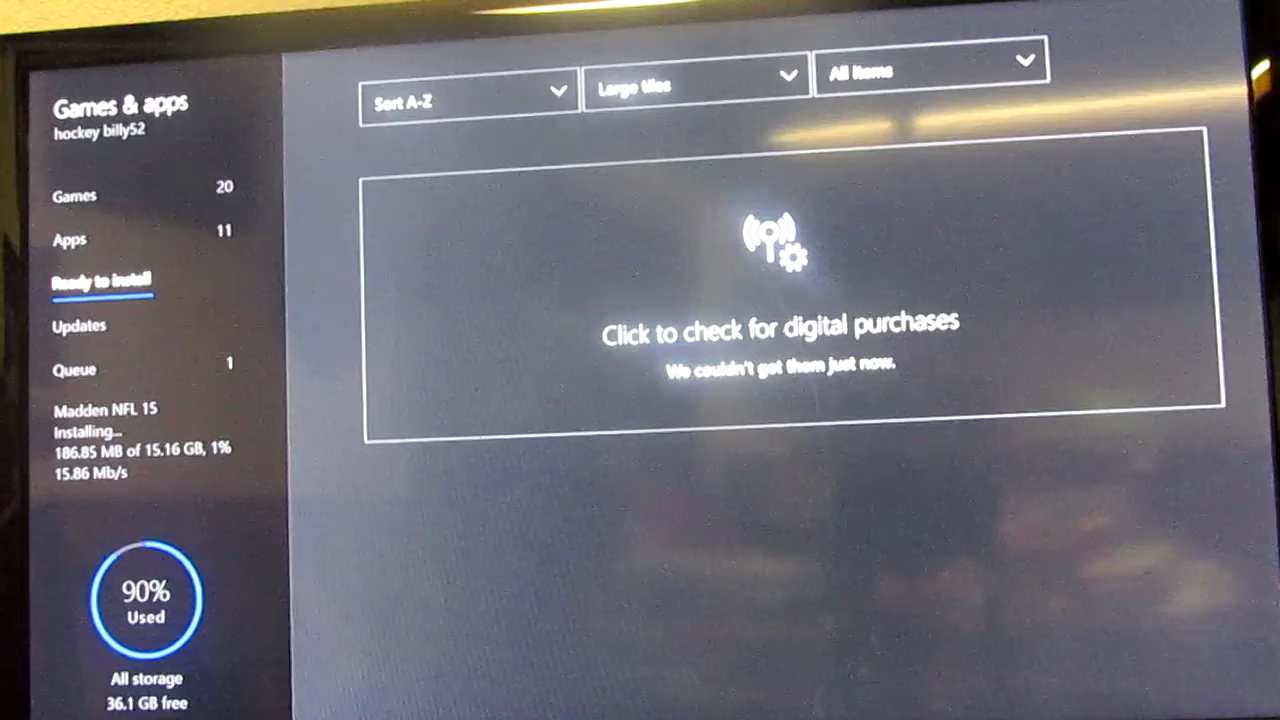 Games & apps
hockey billy52
Games 20
Apps 11
Ready to install
Updates
Queue 1
Madden NFL 15
Installing...
186.85 MB of 15.16 GB, 1%
15.86 Mb/s
90%
Used
All storage
36.1 GB free
Sort A-Z
Large tiles
All items
Click to check for digital purchases
We couldn't get them just now.